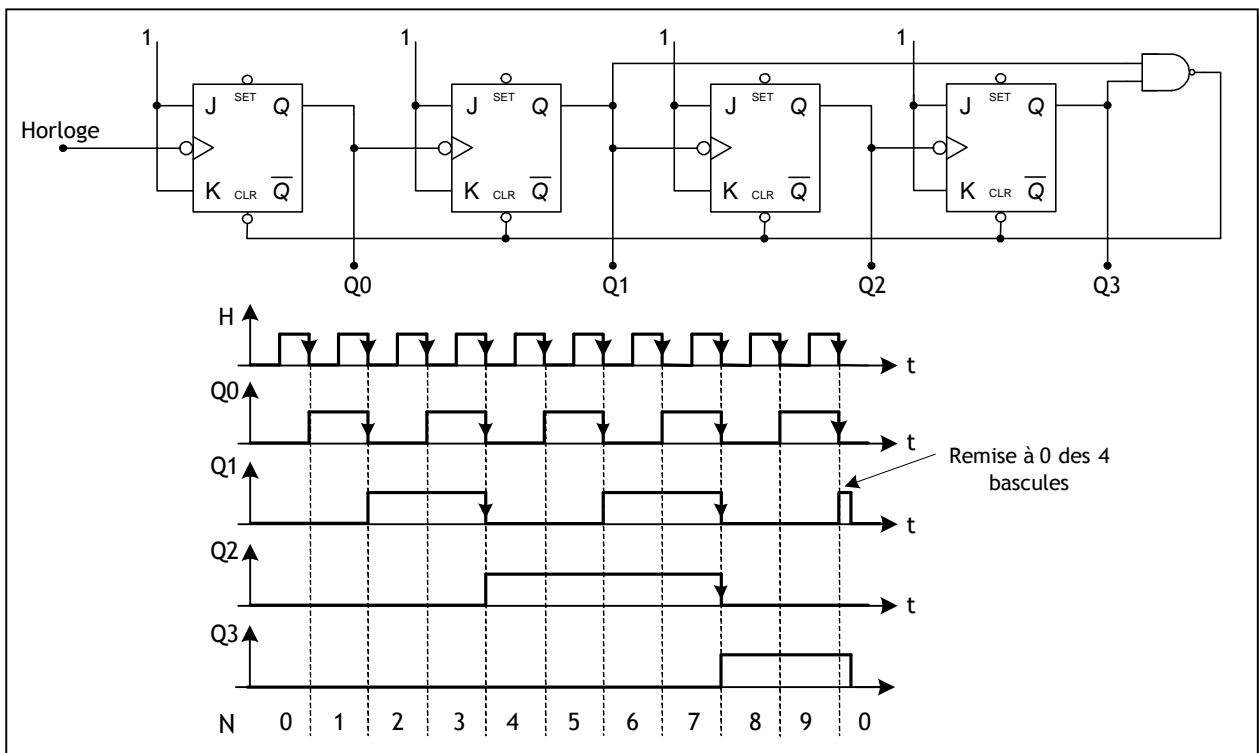 1 1 1 1
J SET Q J SET Q J SET Q J SET Q
Horloge
K CLR Q̅ K CLR Q̅ K CLR Q̅ K CLR Q̅
Q0 Q1 Q2 Q3
H
t
Q0
t
Remise à 0 des 4
bascules
Q1
t
Q2
t
Q3
N 0 1 2 3 4 5 6 7 8 9 0